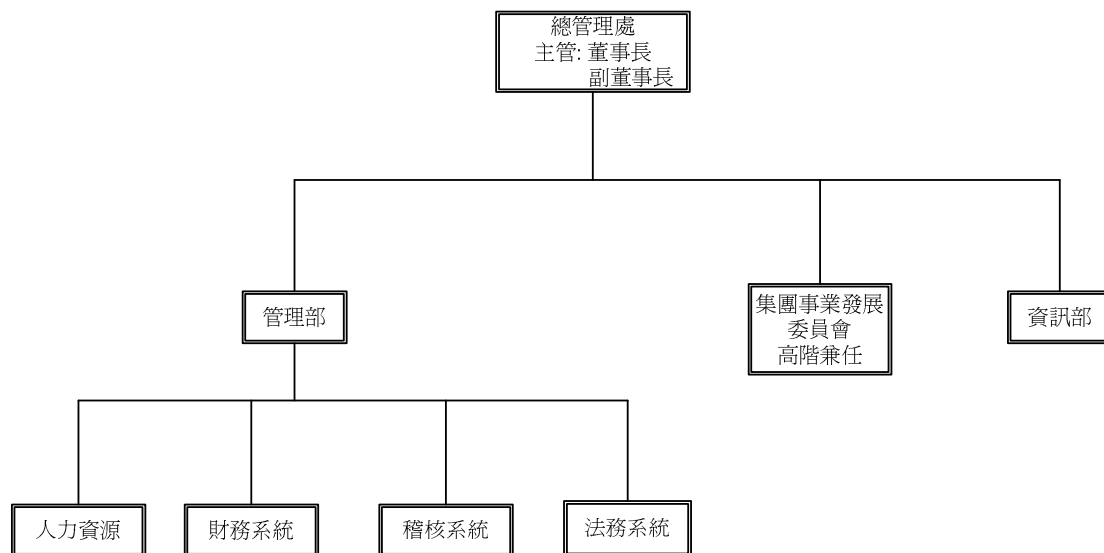 總管理處
主管: 董事長
副董事長
管理部
集團事業發展
委員會
高階兼任
資訊部
人力資源
財務系統
稽核系統
法務系統